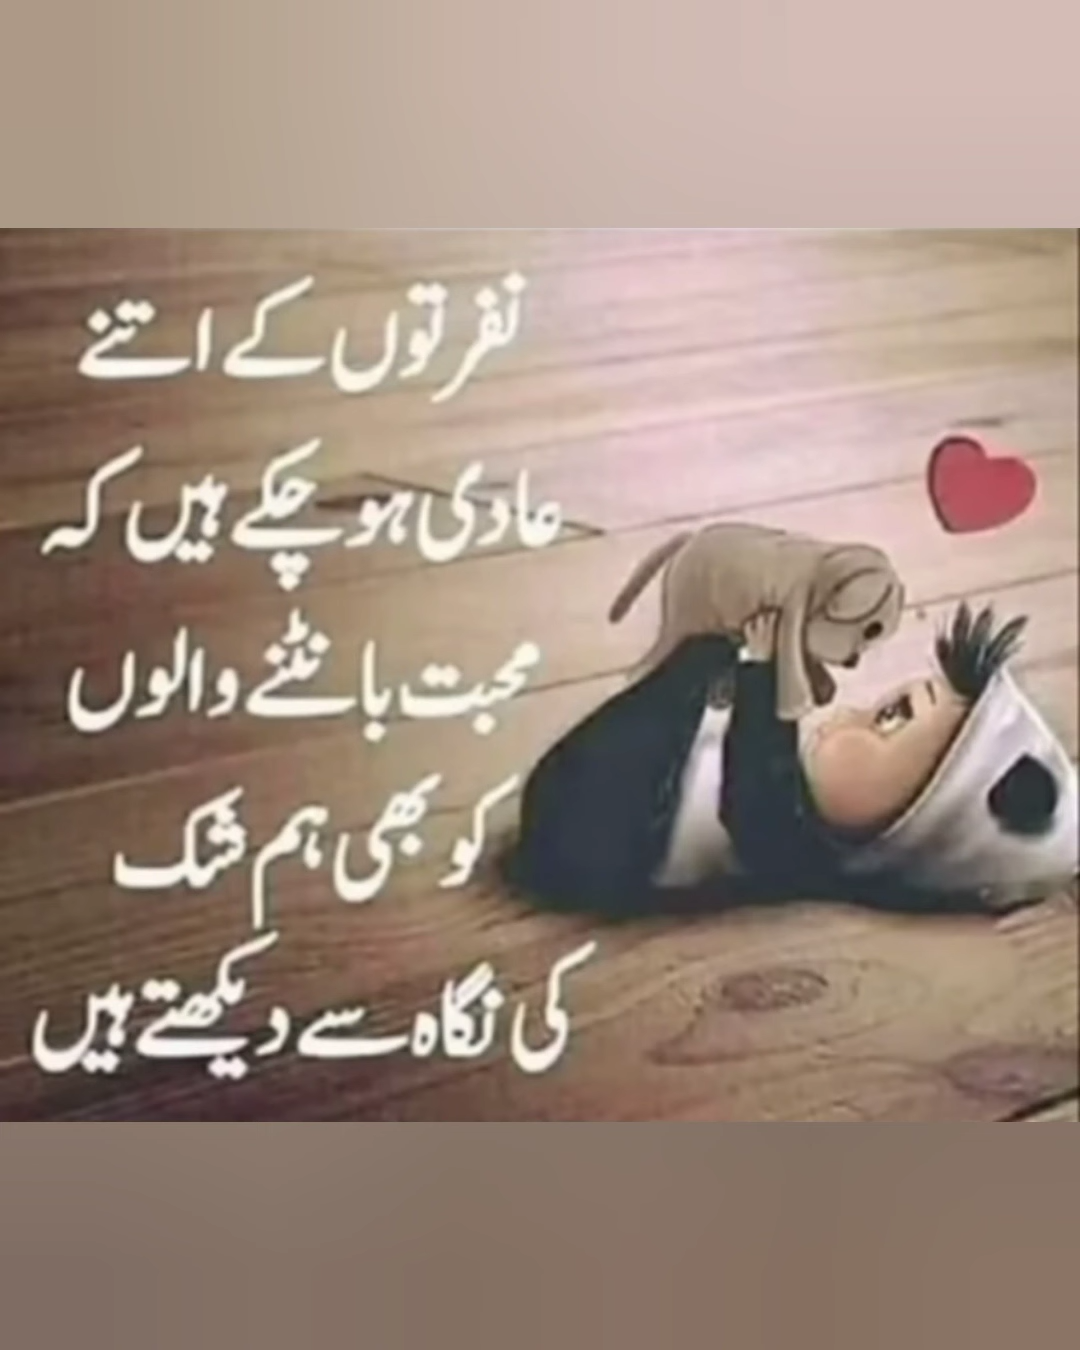 نفرتوں کے اتنے
عادی ہو چکے ہیں کہ
محبت بانٹنے والوں
کو بھی ہم شک
کی نگاہ سے دیکھتے ہیں